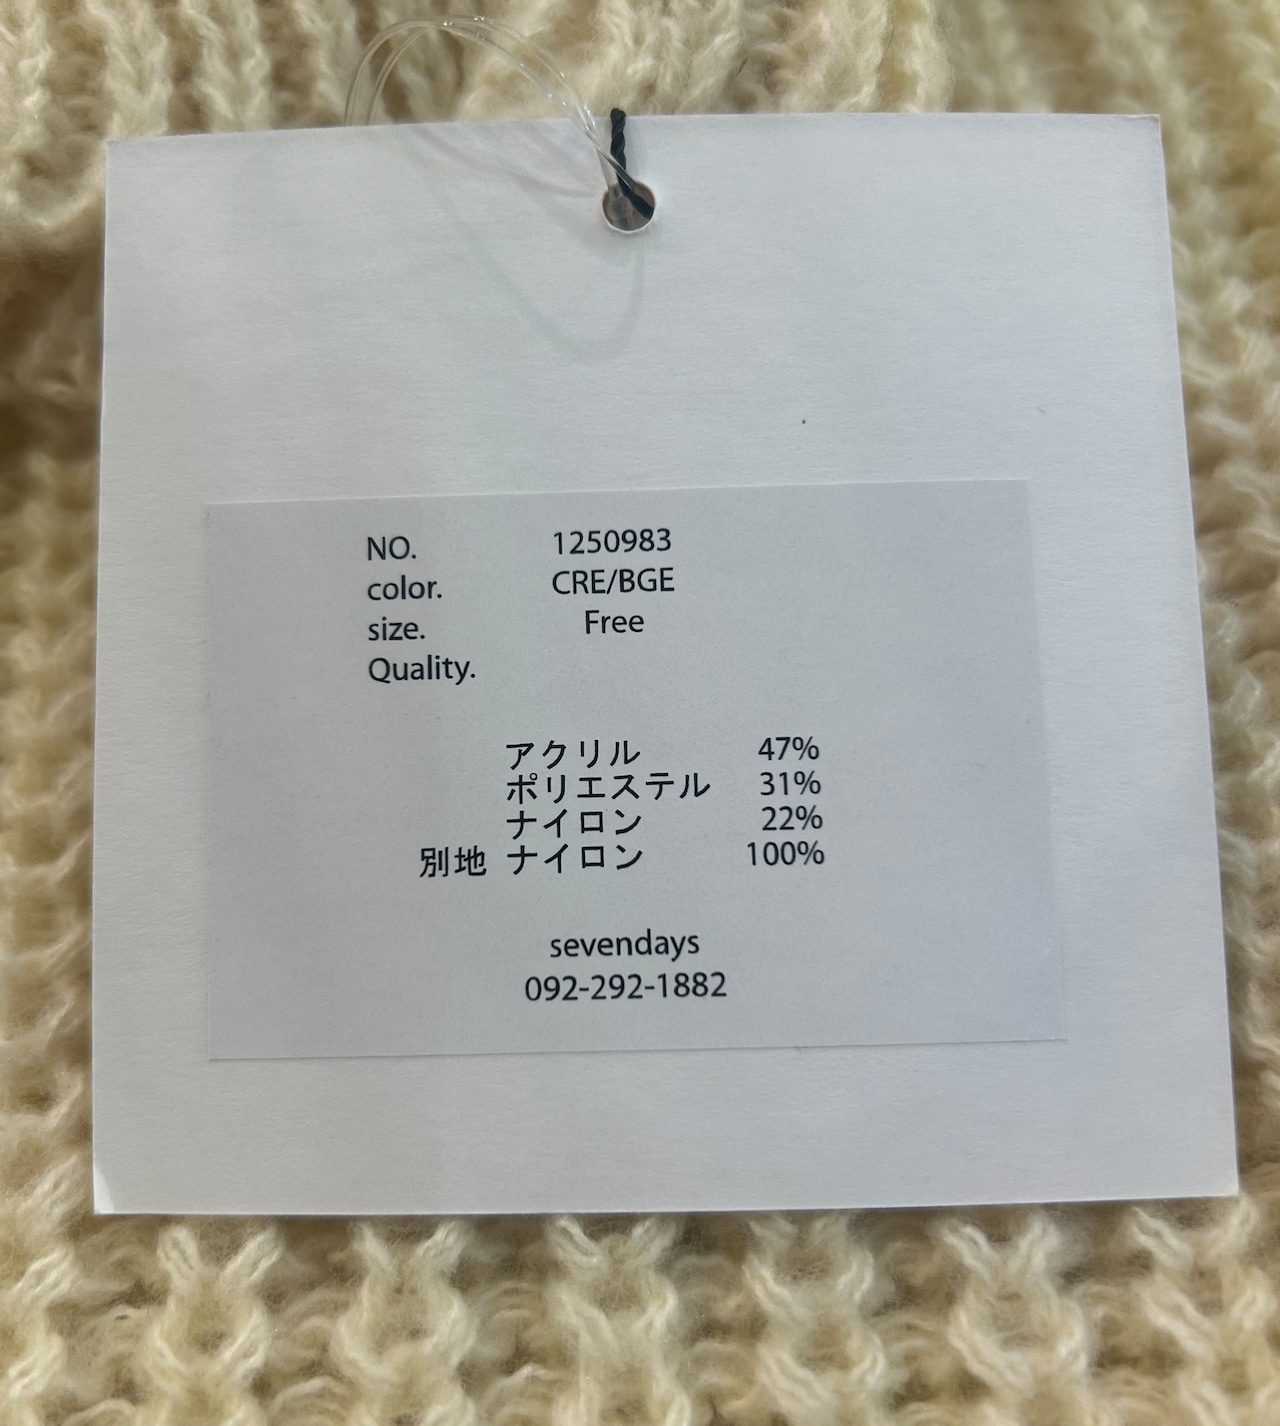 NO. 1250983
color. CRE/BGE
size. Free
Quality.
アクリル 47%
ポリエステル 31%
ナイロン 22%
別地 ナイロン 100%
sevendays
092-292-1882